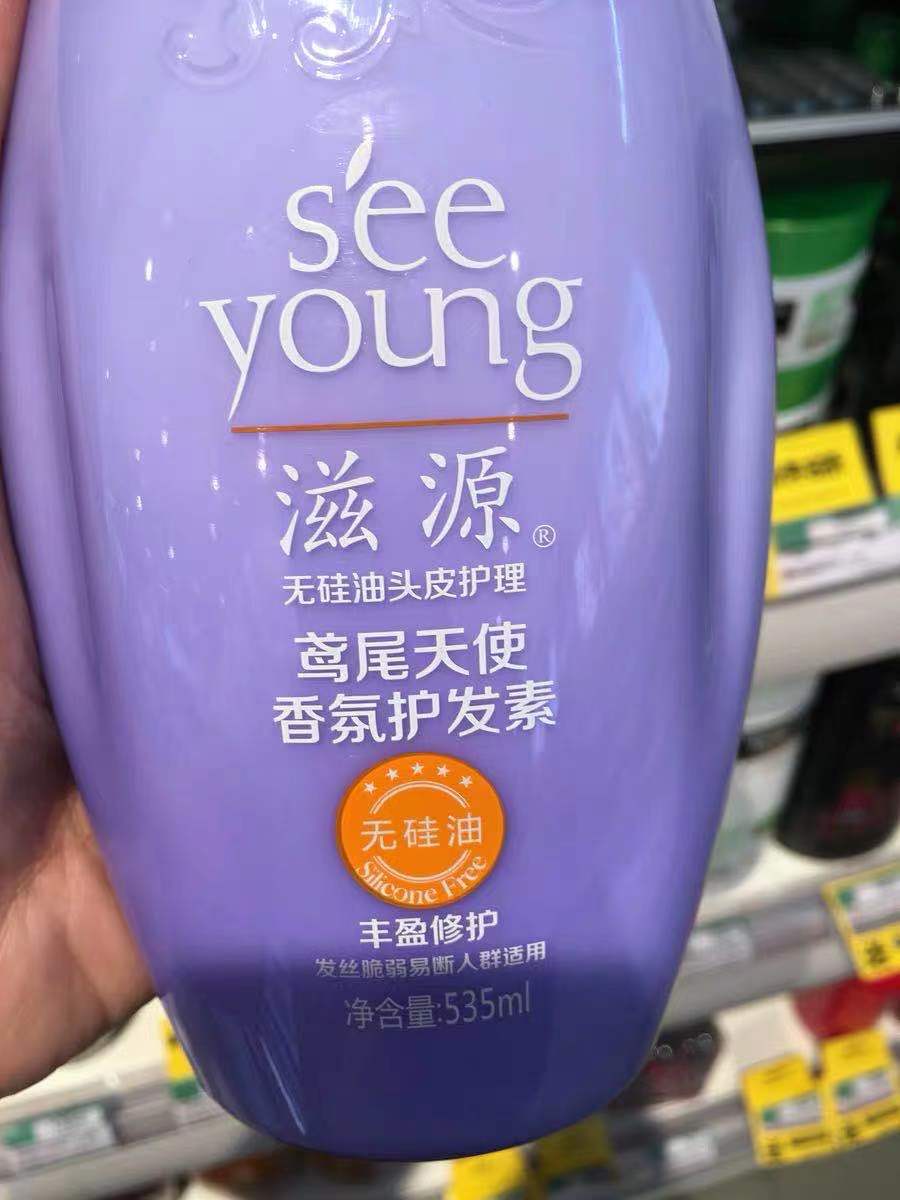 see
young
滋源®
无硅油头皮护理
鸢尾天使
香氛护发素
无硅油
Silicone Free
丰盈修护
发丝脆弱易断人群适用
净含量:535ml